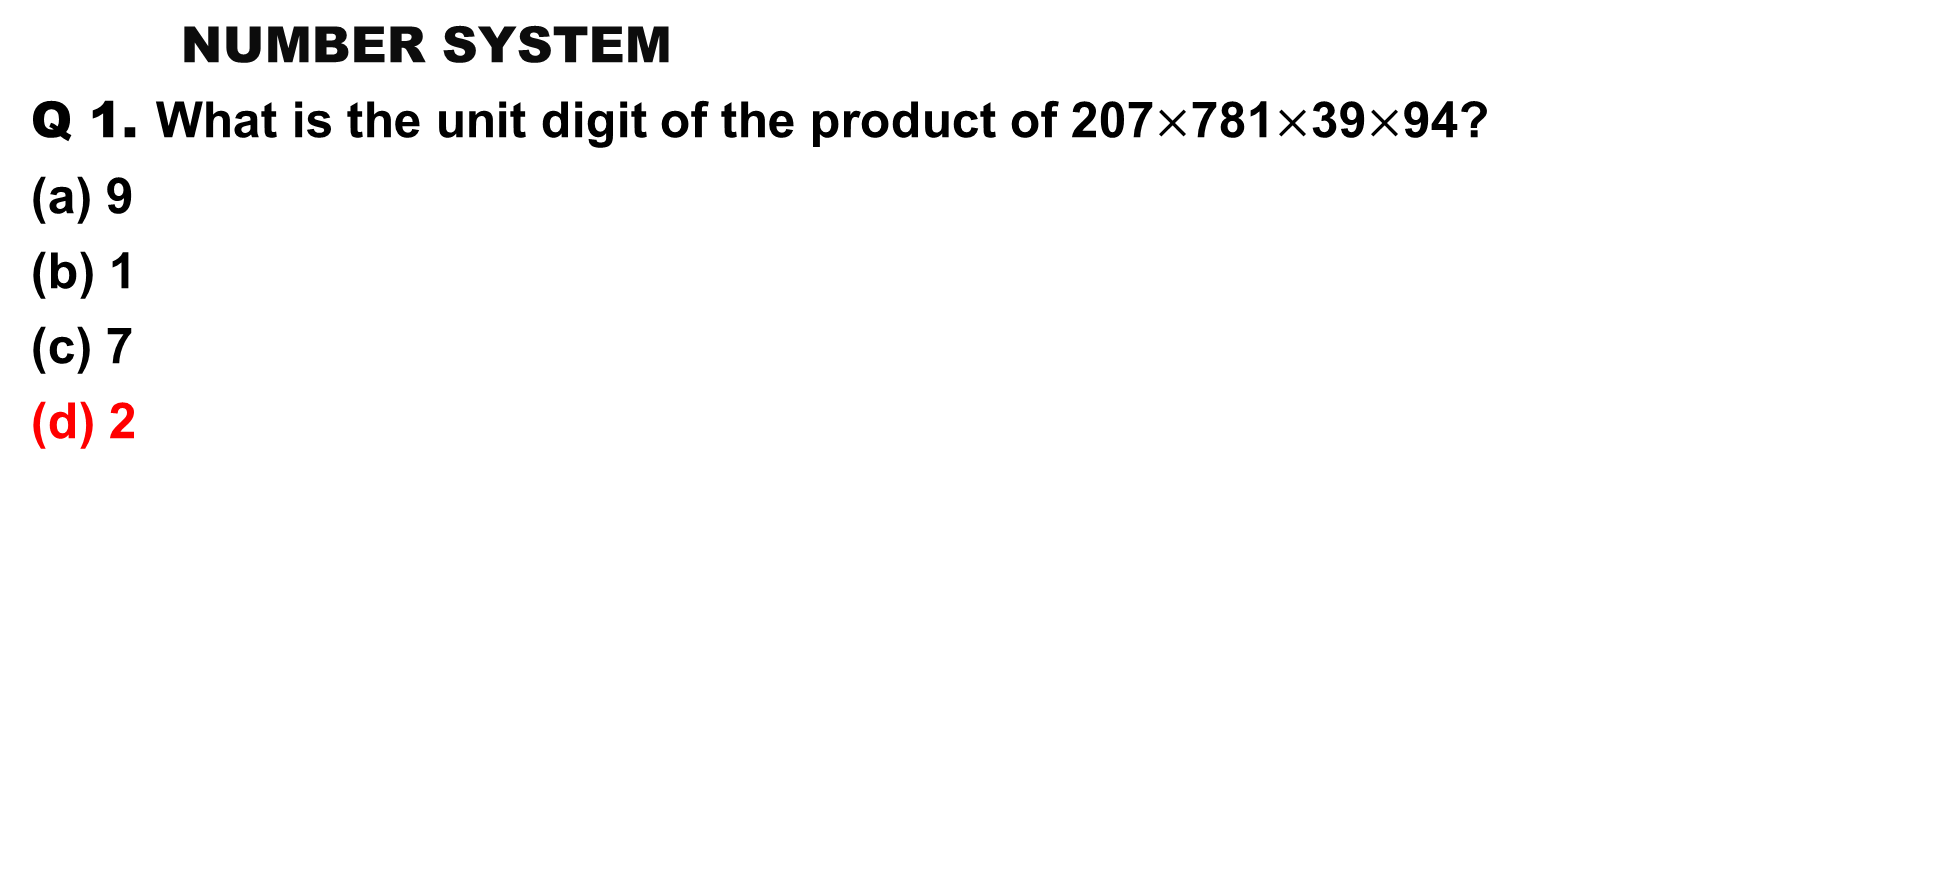 NUMBER SYSTEM
Q 1. What is the unit digit of the product of 207×781×39×94?
(a) 9
(b) 1
(c) 7
(d) 2